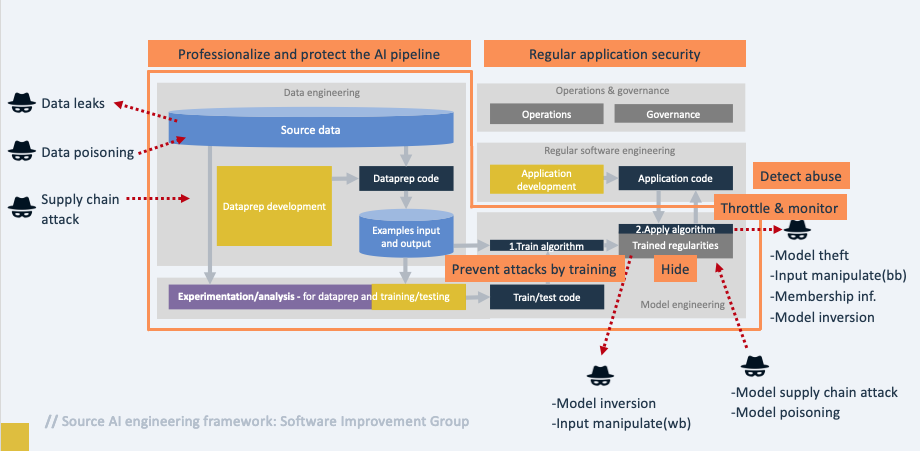 Professionalize and protect the AI pipeline
Regular application security
Data engineering
Source data
Dataprep development
Dataprep code
Examples input
and output
Experimentation/analysis - for dataprep and training/testing
Operations & governance
Operations
Governance
Regular software engineering
Application
development
Application code
1.Train algorithm
2.Apply algorithm
Trained regularities
Train/test code
Model engineering
Prevent attacks by training
Hide
Detect abuse
Throttle & monitor
Data leaks
Data poisoning
Supply chain
attack
-Model theft
-Input manipulate(bb)
-Membership inf.
-Model inversion
-Model supply chain attack
-Model poisoning
-Model inversion
-Input manipulate(wb)
// Source AI engineering framework: Software Improvement Group